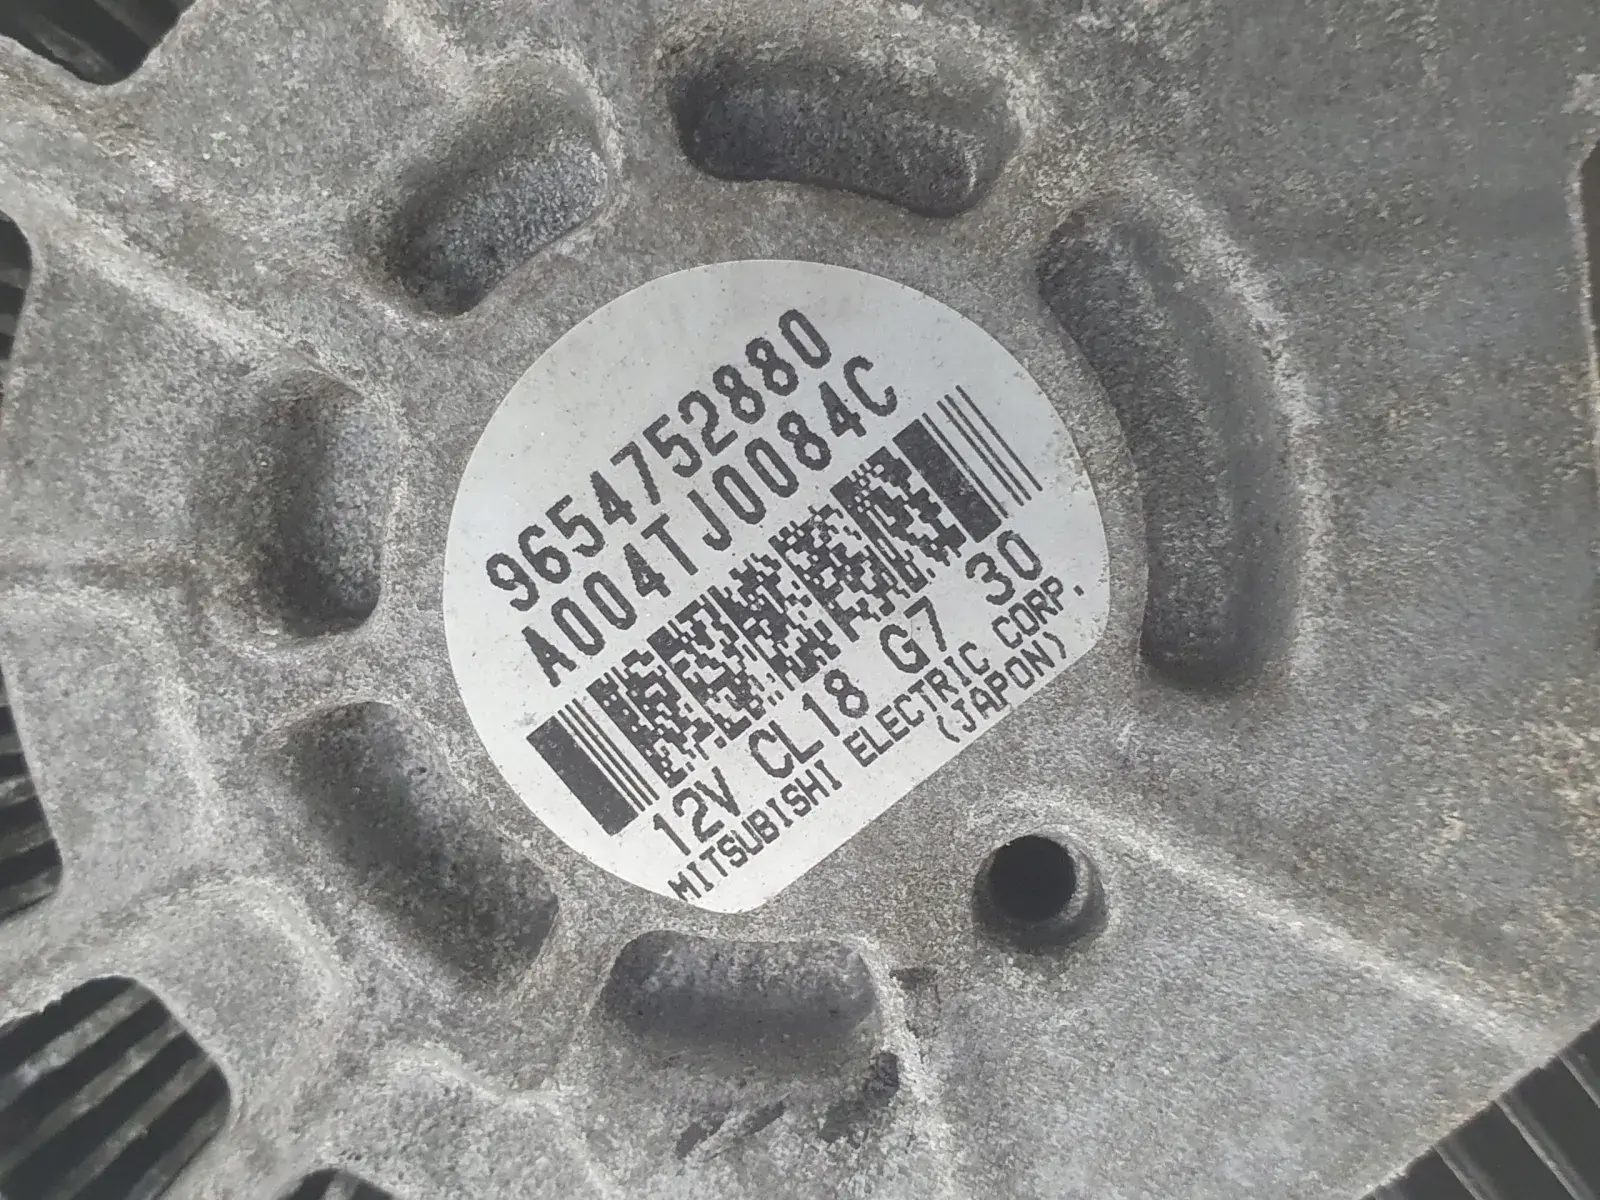 9654752880
A004TJ0084C
12V CL18 G7 30
MITSUBISHI ELECTRIC CORP.
(JAPON)